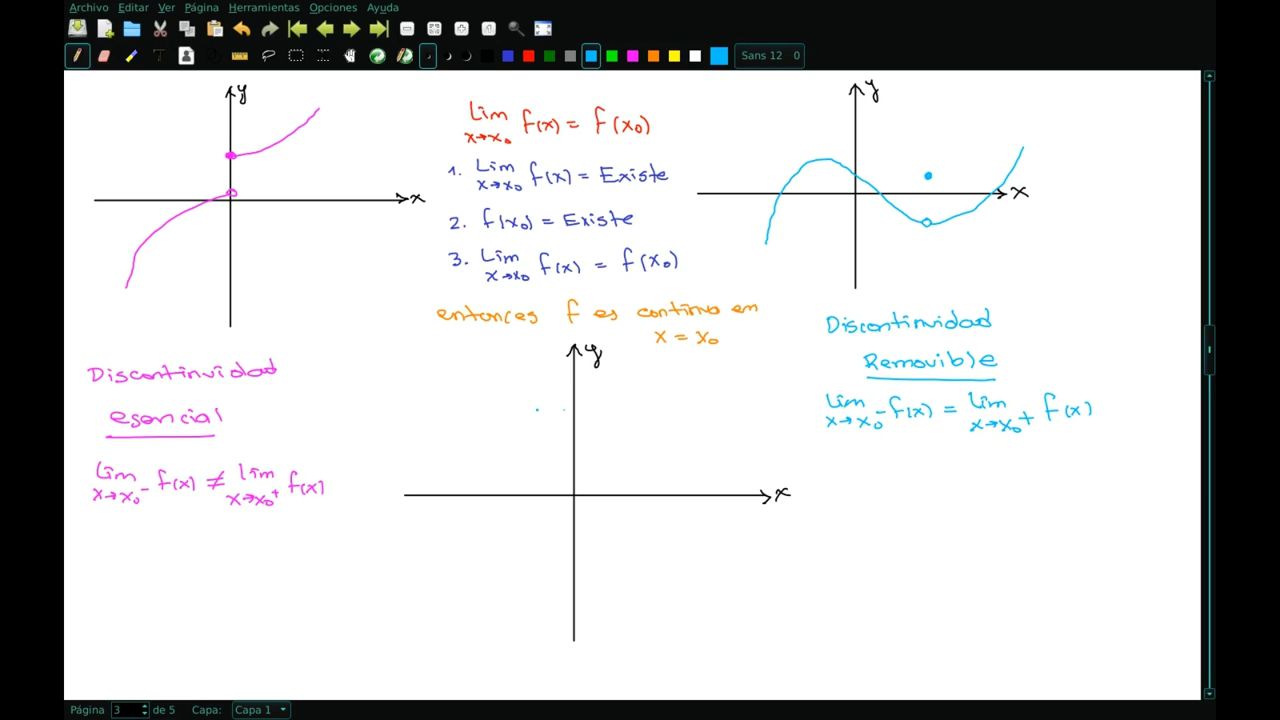 Archivo Editar Ver Página Herramientas Opciones Ayuda
Sans 12 0
y
x
Lim x→x₀ f(x) = f(x₀)
1. Lim x→x₀ f(x) = Existe
2. f(x₀) = Existe
3. Lim x→x₀ f(x) = f(x₀)
entonces f es continuo en
x = x₀
y
x
Discontinuidad
esencial
Lim x→x₀⁻ f(x) ≠ Lim x→x₀⁺ f(x)
y
x
Discontinuidad
Removible
Lim x→x₀⁻ f(x) = Lim x→x₀⁺ f(x)
Página 3 de 5 Capa: Capa 1